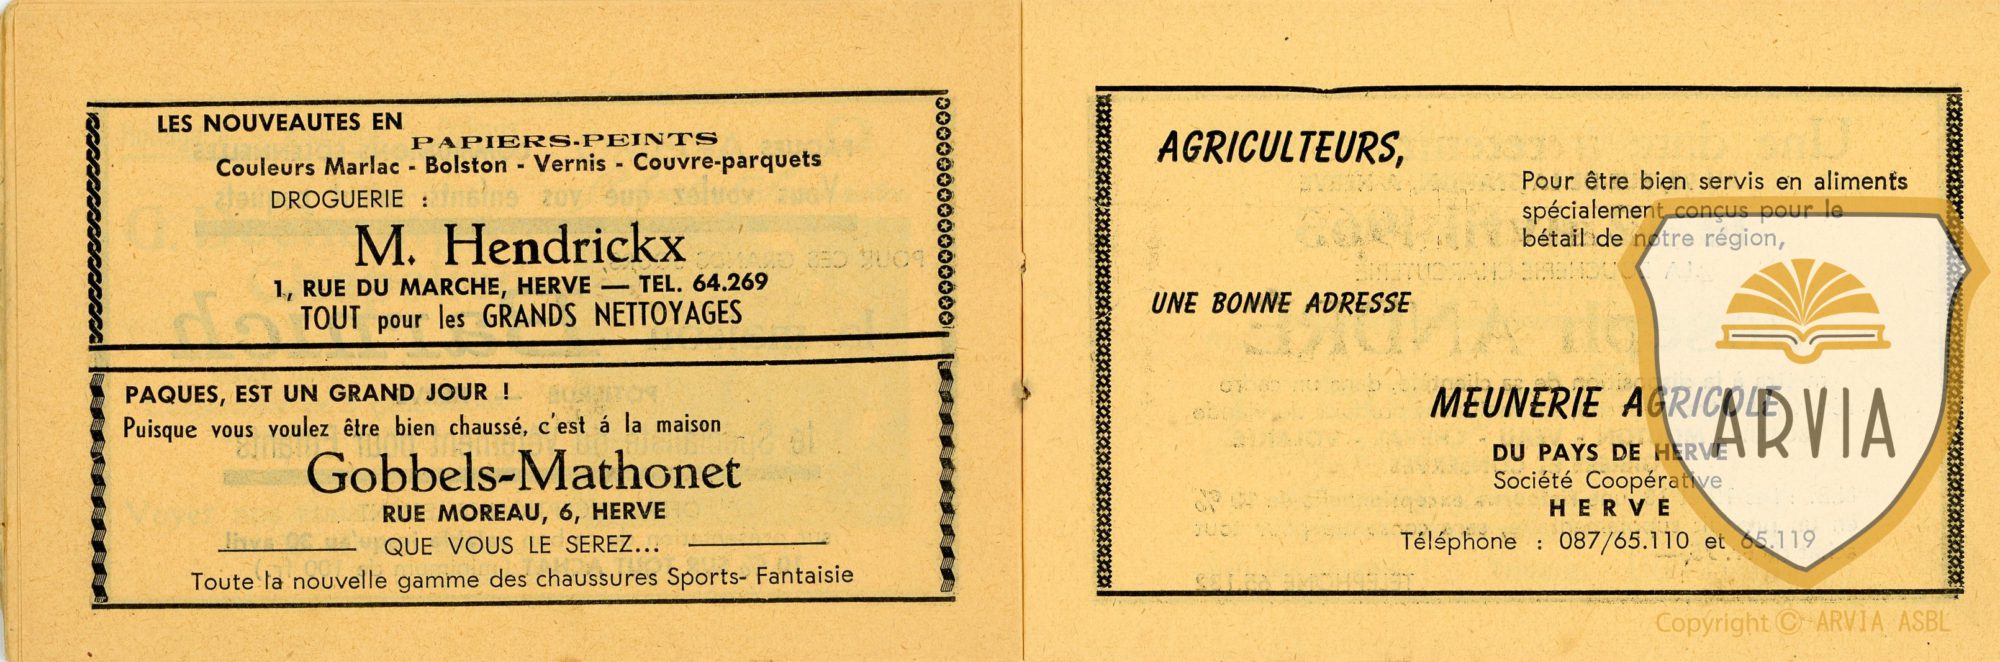 LES NOUVEAUTES EN
PAPIERS-PEINTS
Couleurs Marlac - Bolston - Vernis - Couvre-parquets
DROGUERIE :
M. Hendrickx
1, RUE DU MARCHE, HERVE — TEL. 64.269
TOUT pour les GRANDS NETTOYAGES
PAQUES, EST UN GRAND JOUR !
Puisque vous voulez être bien chaussé, c'est á la maison
Gobbels-Mathonet
RUE MOREAU, 6, HERVE
QUE VOUS LE SEREZ...
Toute la nouvelle gamme des chaussures Sports- Fantaisie
AGRICULTEURS,
Pour être bien servis en aliments
spécialement conçus pour le
bétail de notre région,
UNE BONNE ADRESSE
MEUNERIE AGRICOLE
DU PAYS DE HERVE
Société Coopérative
HERVE
Téléphone : 087/65.110 et 65.119
ARVIA
Copyright © ARVIA ASBL